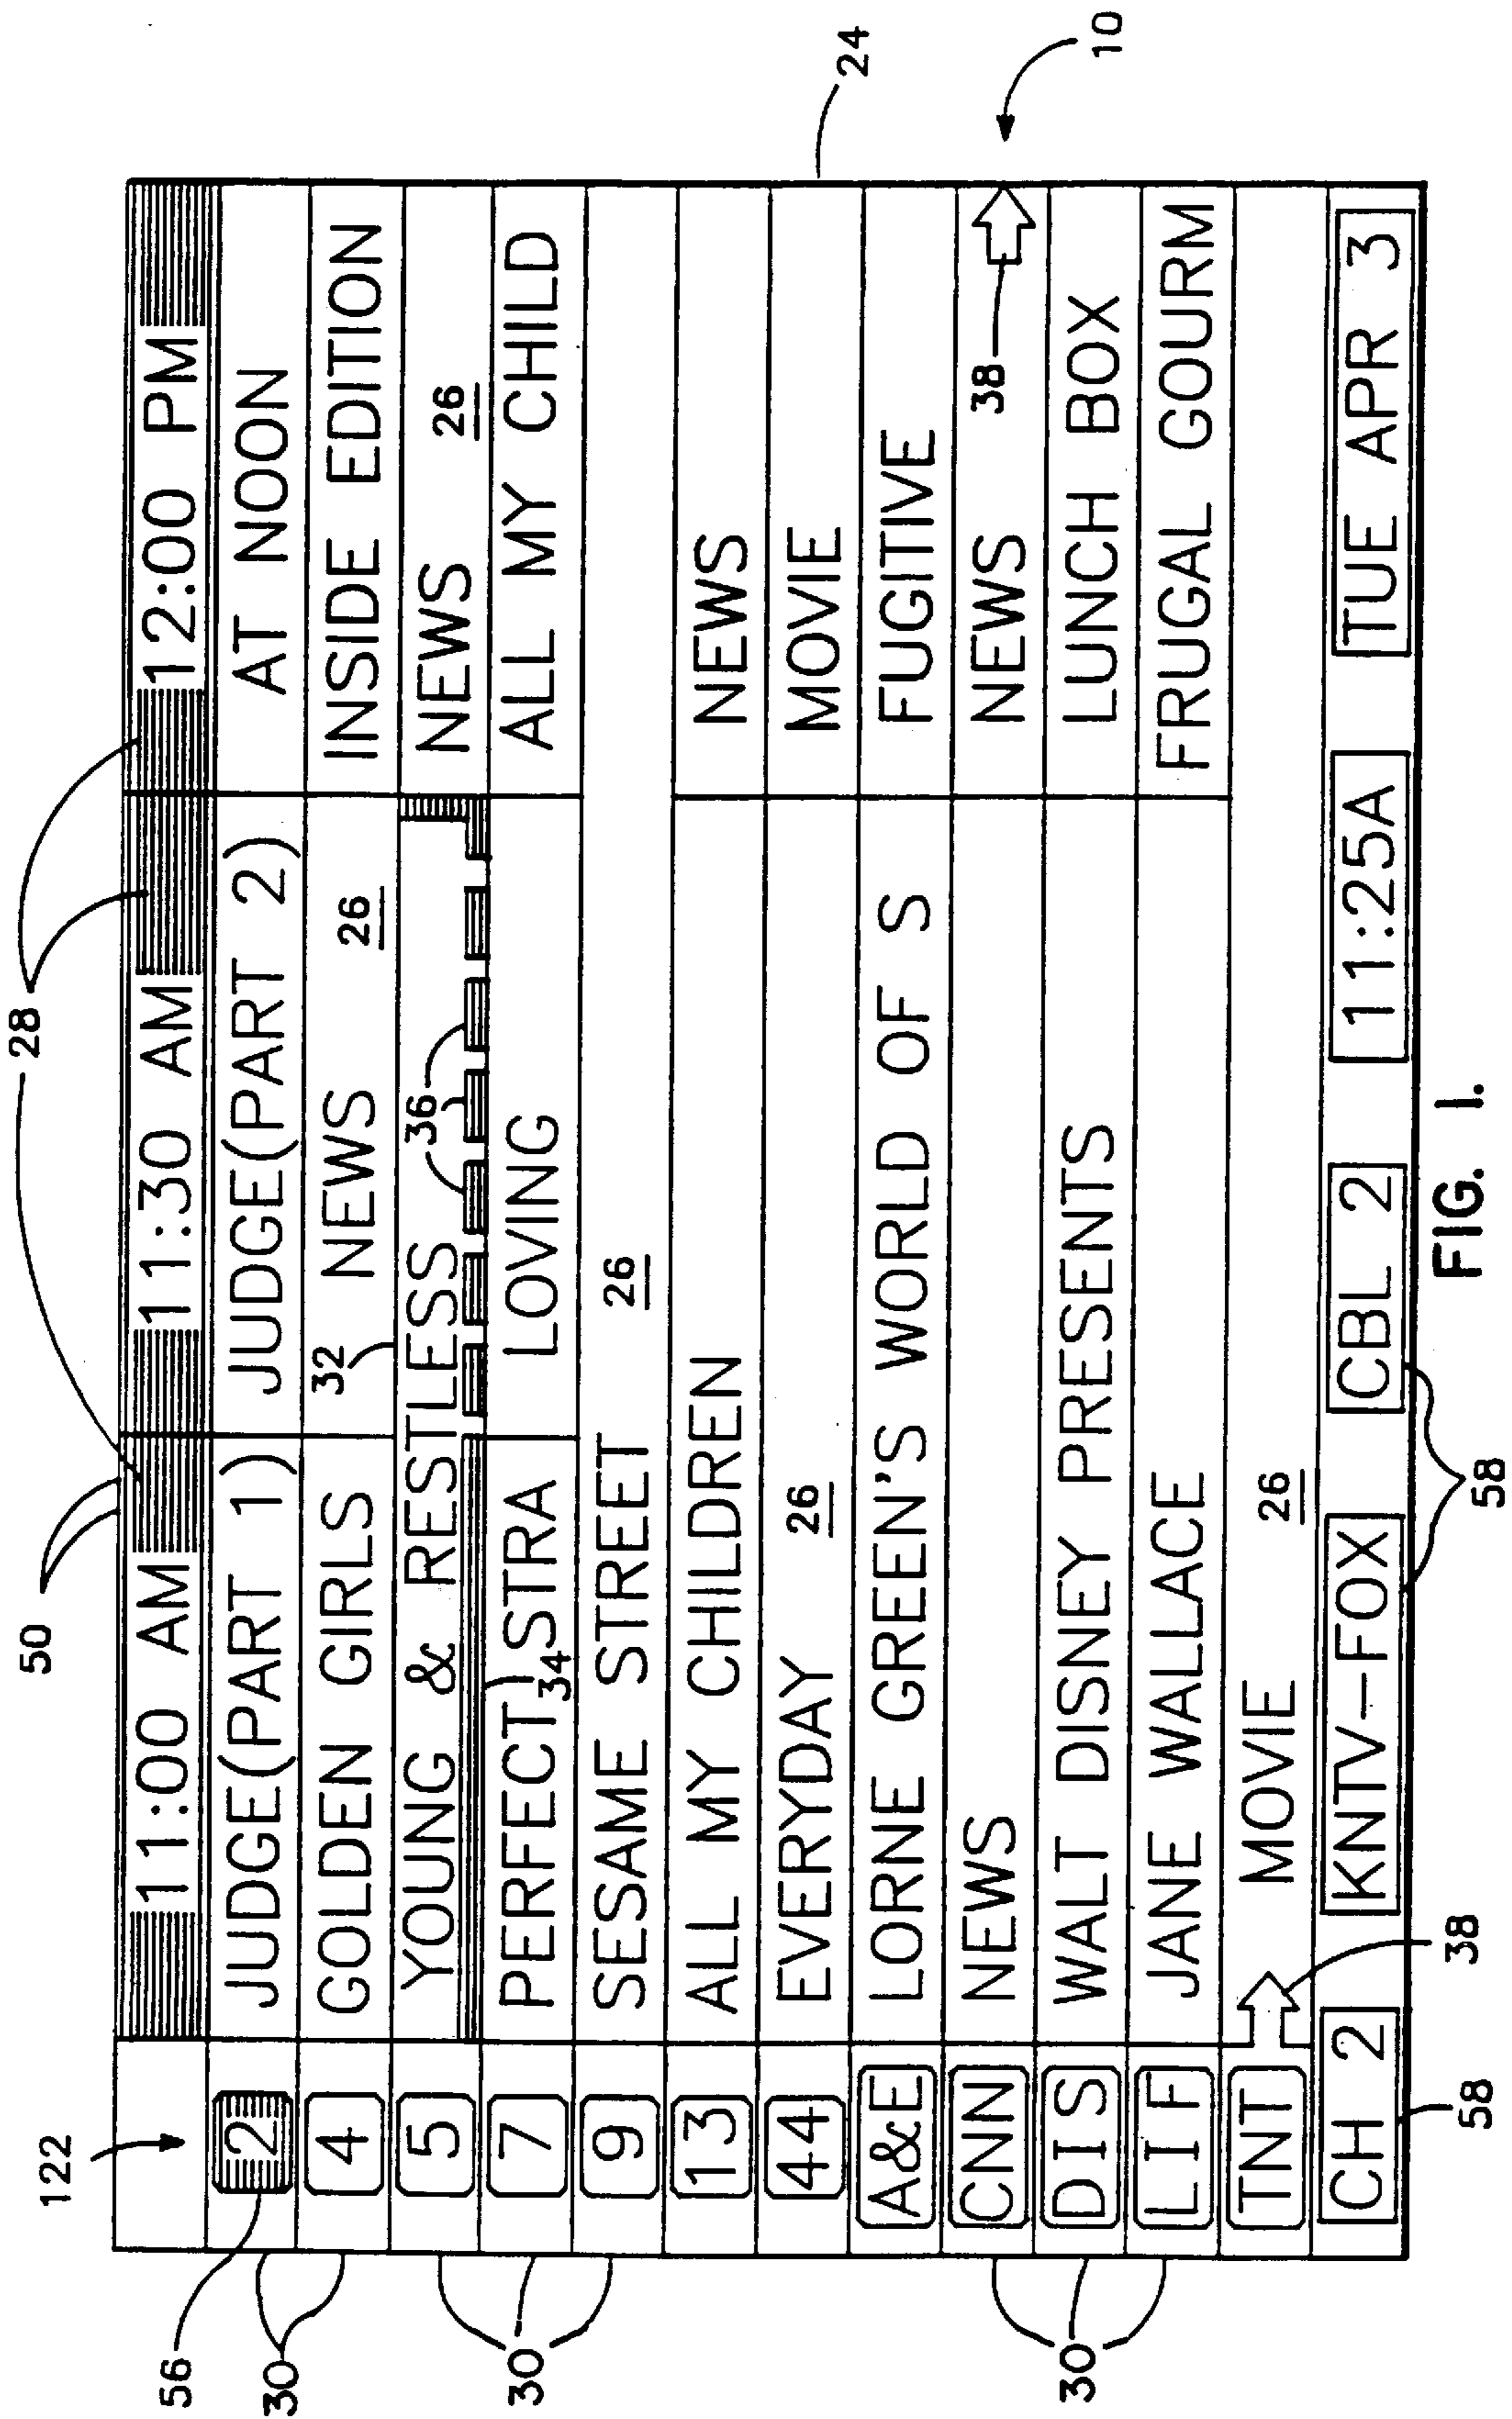 28
50
122
11:00 AM 11:30 AM 12:00 PM
56
2 JUDGE(PART 1) JUDGE(PART 2) AT NOON
30
4 GOLDEN GIRLS 32 NEWS 26 INSIDE EDITION
5 YOUNG & RESTLESS 36 NEWS 26
7 PERFECT STRA LOVING ALL MY CHILD
34
30
9 SESAME STREET 26
13 ALL MY CHILDREN NEWS
44 EVERYDAY 26 MOVIE
24
A&E LORNE GREEN'S WORLD OF S FUGITIVE
CNN NEWS NEWS 38
10
30
DIS WALT DISNEY PRESENTS LUNCH BOX
LIF JANE WALLACE FRUGAL GOURM
TNT MOVIE 26
CH 2 KNTV-FOX CBL 2 11:25A TUE APR 3
58 38 58
FIG. 1.